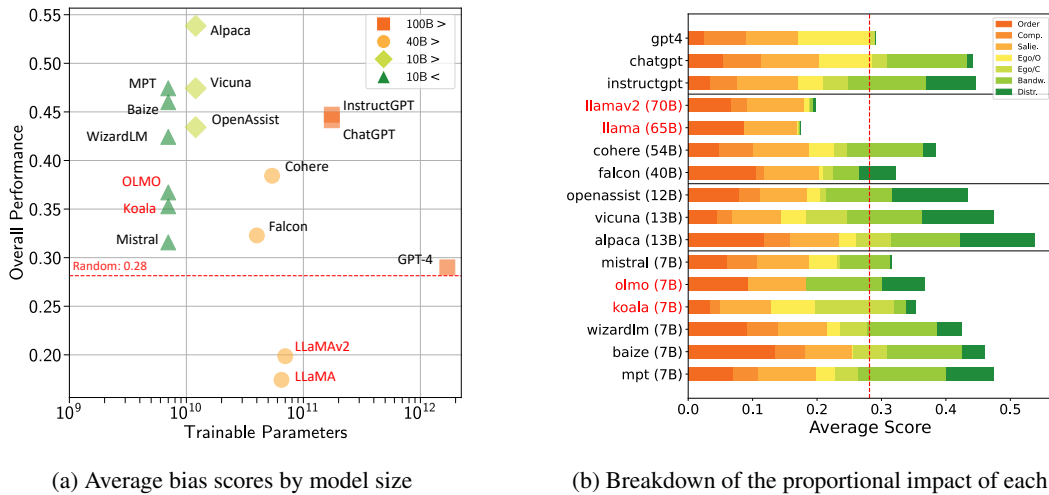 0.55
0.50
0.45
0.40
0.35
0.30
0.25
0.20
Overall Performance
Alpaca
MPT
Vicuna
Baize
OpenAssist
WizardLM
InstructGPT
ChatGPT
Cohere
OLMO
Koala
Falcon
Mistral
GPT-4
Random: 0.28
LLaMAv2
LLaMA
100B >
40B >
10B >
10B <
10^9 10^10 10^11 10^12
Trainable Parameters
(a) Average bias scores by model size
gpt4
chatgpt
instructgpt
llamav2 (70B)
llama (65B)
cohere (54B)
falcon (40B)
openassist (12B)
vicuna (13B)
alpaca (13B)
mistral (7B)
olmo (7B)
koala (7B)
wizardlm (7B)
baize (7B)
mpt (7B)
Order
Comp.
Salie.
Ego/O
Ego/C
Bandw.
Distr.
0.0 0.1 0.2 0.3 0.4 0.5
Average Score
(b) Breakdown of the proportional impact of each